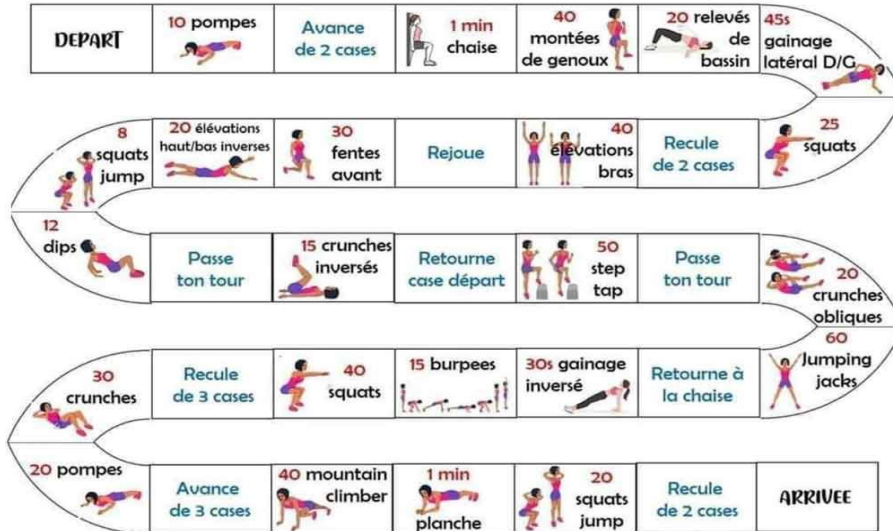 DEPART
10 pompes
Avance
de 2 cases
1 min
chaise
40
montées
de genoux
20 relevés
de
bassin
45s
gainage
latéral D/G
25
squats
Recule
de 2 cases
40
élévations
bras
Rejoue
30
fentes
avant
20 élévations
haut/bas inverses
8
squats
jump
12
dips
Passe
ton tour
15 crunches
inversés
Retourne
case départ
50
step
tap
Passe
ton tour
20
crunches
obliques
60
Jumping
jacks
Retourne à
la chaise
30s gainage
inversé
15 burpees
40
squats
Recule
de 3 cases
30
crunches
20 pompes
Avance
de 3 cases
40 mountain
climber
1 min
planche
20
squats
jump
Recule
de 2 cases
ARRIVEE